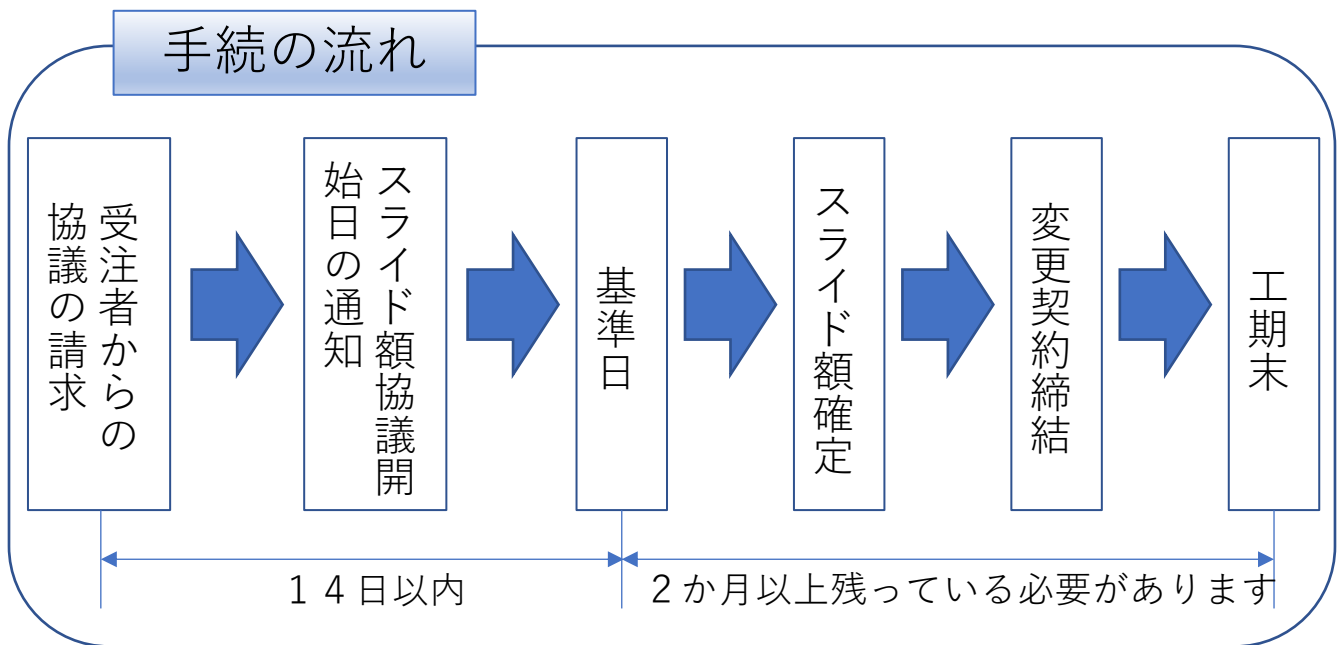 手続の流れ
受注者からの
協議の請求
スライド額協議開
始日の通知
基準日
スライド額確定
変更契約締結
工期末
１４日以内
２か月以上残っている必要があります